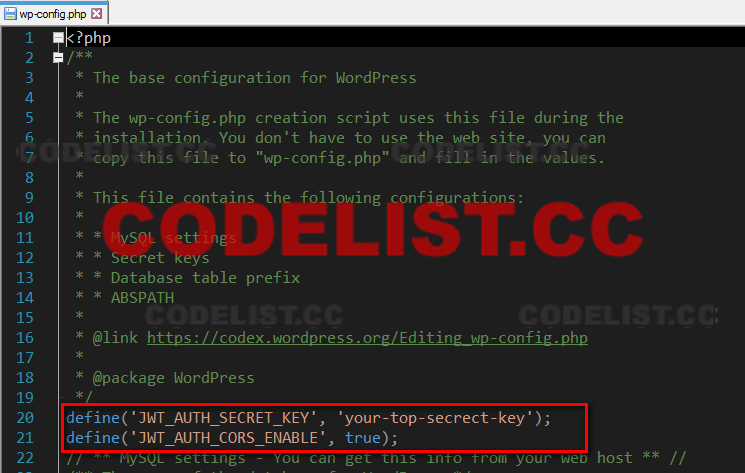 wp-config.php
1 <?php
2 /**
3 * The base configuration for WordPress
4 *
5 * The wp-config.php creation script uses this file during the
6 * installation. You don't have to use the web site, you can
7 * copy this file to "wp-config.php" and fill in the values.
8 *
9 * This file contains the following configurations:
10 *
11 * * MySQL settings
12 * * Secret keys
13 * * Database table prefix
14 * * ABSPATH
15 *
16 * @link https://codex.wordpress.org/Editing_wp-config.php
17 *
18 * @package WordPress
19 */
20 define('JWT_AUTH_SECRET_KEY', 'your-top-secrect-key');
21 define('JWT_AUTH_CORS_ENABLE', true);
22 // ** MySQL settings - You can get this info from your web host ** //
CODELIST.CC
CODELIST.CC
CODELIST.CC
CODELIST.CC
CODELIST.CC